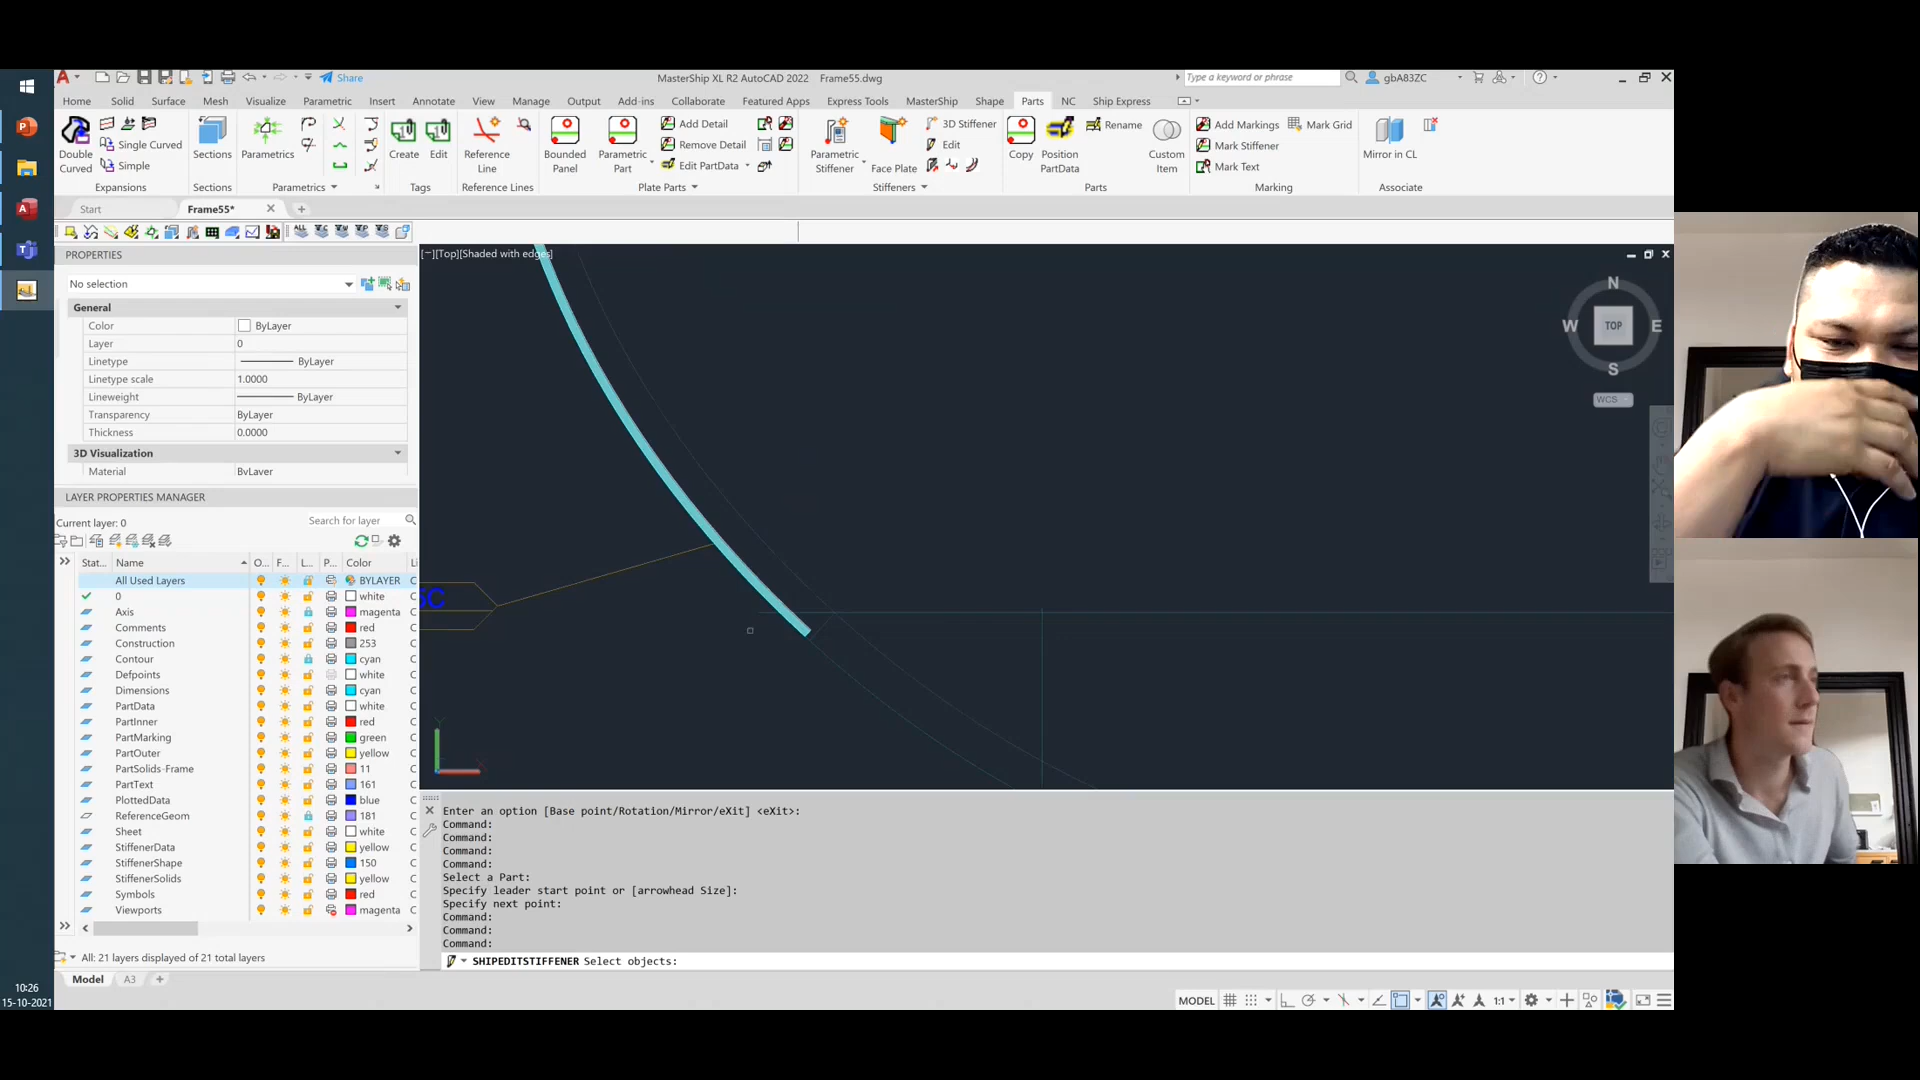 Share
MasterShip XL R2 AutoCAD 2022 Frame55.dwg
Type a keyword or phrase
gbA83ZC
Home Solid Surface Mesh Visualize Parametric Insert Annotate View Manage Output Add-ins Collaborate Featured Apps Express Tools MasterShip Shape Parts NC Ship Express
Double Curved
Single Curved
Simple
Sections
Parametrics
Create
Edit
Reference Line
Bounded Panel
Parametric Part
Add Detail
Remove Detail
Edit PartData
Parametric Stiffener
Face Plate
3D Stiffener
Edit
Copy
Position PartData
Rename
Custom Item
Add Markings
Mark Grid
Mark Stiffener
Mark Text
Mirror in CL
Expansions Sections Parametrics Tags Reference Lines Plate Parts Stiffeners Parts Marking Associate
Start Frame55*
ALL
PROPERTIES
No selection
General
Color ByLayer
Layer 0
Linetype ByLayer
Linetype scale 1.0000
Lineweight ByLayer
Transparency ByLayer
Thickness 0.0000
3D Visualization
Material ByLayer
[−][Top][Shaded with edges]
N
W TOP E
S
WCS
5C
LAYER PROPERTIES MANAGER
Current layer: 0
Search for layer
Stat... Name O... F... L... P... Color Li
All Used Layers BYLAYER C
0 white C
Axis magenta C
Comments red C
Construction 253 C
Contour cyan C
Defpoints white C
Dimensions cyan C
PartData white C
PartInner red C
PartMarking green C
PartOuter yellow C
PartSolids-Frame 11 C
PartText 161 C
PlottedData blue C
ReferenceGeom 181 C
Sheet white C
StiffenerData yellow C
StiffenerShape 150 C
StiffenerSolids yellow C
Symbols red C
Viewports magenta C
All: 21 layers displayed of 21 total layers
Enter an option [Base point/Rotation/Mirror/eXit] <eXit>:
Command:
Command:
Command:
Command:
Select a Part:
Specify leader start point or [arrowhead Size]:
Specify next point:
Command:
Command:
Command:
SHIPEDITSTIFFENER Select objects:
Model A3
MODEL 1:1
10:26
15-10-2021